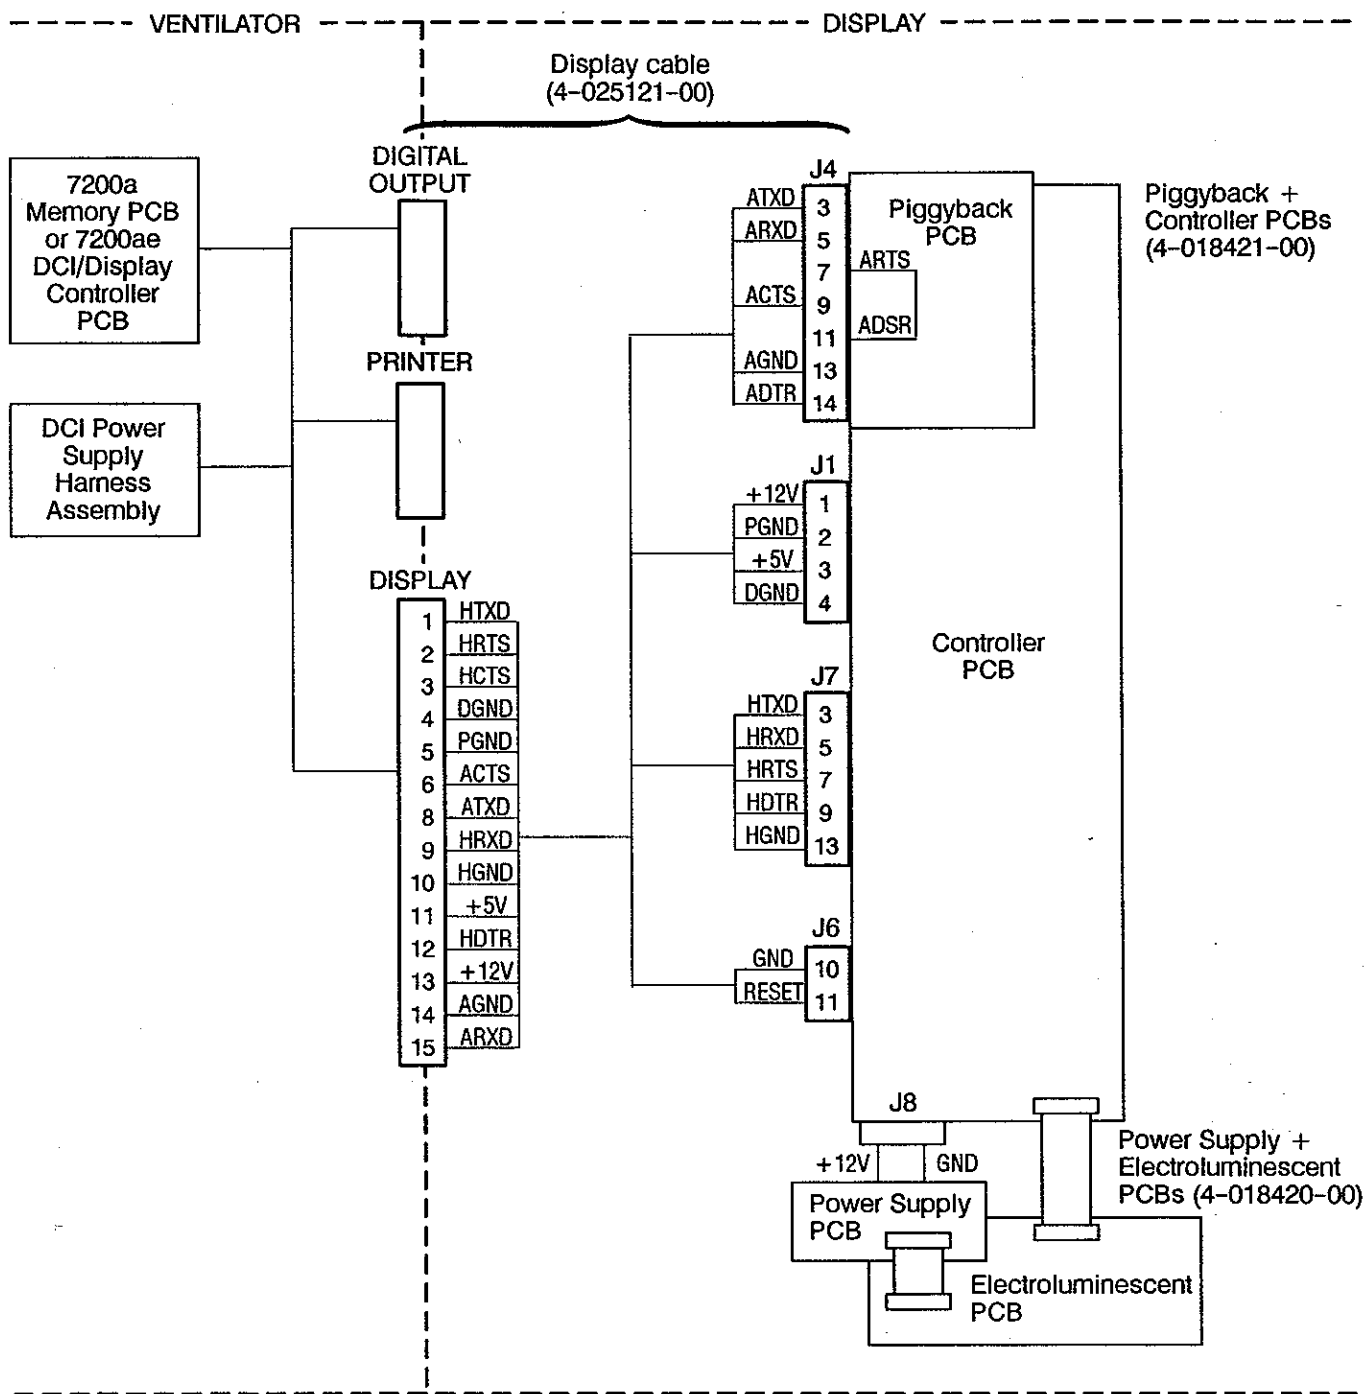 VENTILATOR
DISPLAY
Display cable
(4-025121-00)
DIGITAL
OUTPUT
7200a
Memory PCB
or 7200ae
DCI/Display
Controller
PCB
PRINTER
DCI Power
Supply
Harness
Assembly
DISPLAY
1 HTXD
2 HRTS
3 HCTS
4 DGND
5 PGND
6 ACTS
8 ATXD
9 HRXD
10 HGND
11 +5V
12 HDTR
13 +12V
14 AGND
15 ARXD
J4
ATXD 3
ARXD 5
7 ARTS
ACTS 9
11 ADSR
AGND 13
ADTR 14
Piggyback
PCB
Piggyback +
Controller PCBs
(4-018421-00)
J1
+12V 1
PGND 2
+5V 3
DGND 4
Controller
PCB
J7
HTXD 3
HRXD 5
HRTS 7
HDTR 9
HGND 13
J6
GND 10
RESET 11
J8
+12V GND
Power Supply +
Electroluminescent
PCBs (4-018420-00)
Power Supply
PCB
Electroluminescent
PCB